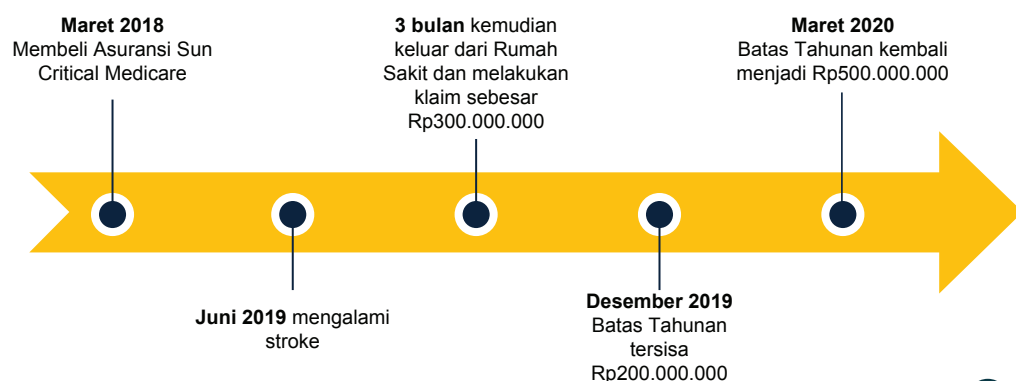 Maret 2018
Membeli Asuransi Sun
Critical Medicare
Juni 2019 mengalami
stroke
3 bulan kemudian
keluar dari Rumah
Sakit dan melakukan
klaim sebesar
Rp300.000.000
Desember 2019
Batas Tahunan
tersisa
Rp200.000.000
Maret 2020
Batas Tahunan kembali
menjadi Rp500.000.000